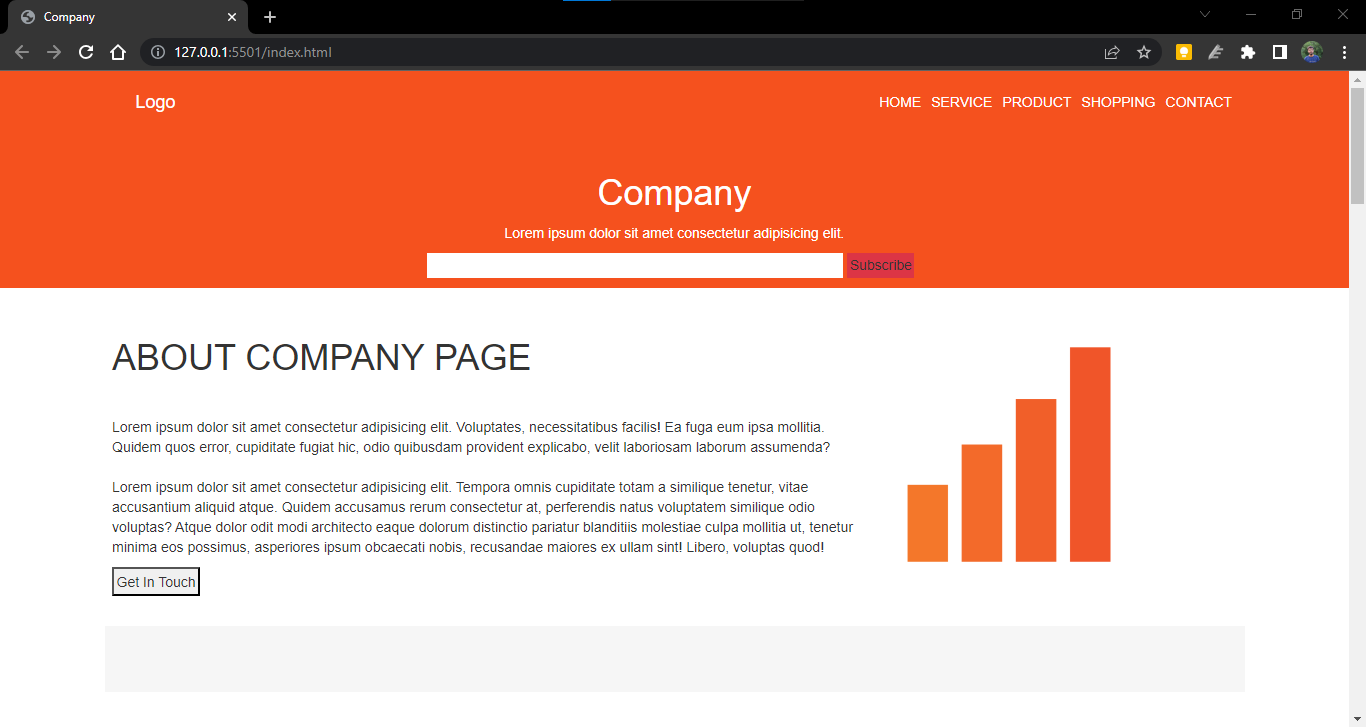 Company
127.0.0.1:5501/index.html
Logo
HOME SERVICE PRODUCT SHOPPING CONTACT
Company
Lorem ipsum dolor sit amet consectetur adipisicing elit.
Subscribe
ABOUT COMPANY PAGE
Lorem ipsum dolor sit amet consectetur adipisicing elit. Voluptates, necessitatibus facilis! Ea fuga eum ipsa mollitia.
Quidem quos error, cupiditate fugiat hic, odio quibusdam provident explicabo, velit laboriosam laborum assumenda?
Lorem ipsum dolor sit amet consectetur adipisicing elit. Tempora omnis cupiditate totam a similique tenetur, vitae
accusantium aliquid atque. Quidem accusamus rerum consectetur at, perferendis natus voluptatem similique odio
voluptas? Atque dolor odit modi architecto eaque dolorum distinctio pariatur blanditiis molestiae culpa mollitia ut, tenetur
minima eos possimus, asperiores ipsum obcaecati nobis, recusandae maiores ex ullam sint! Libero, voluptas quod!
Get In Touch